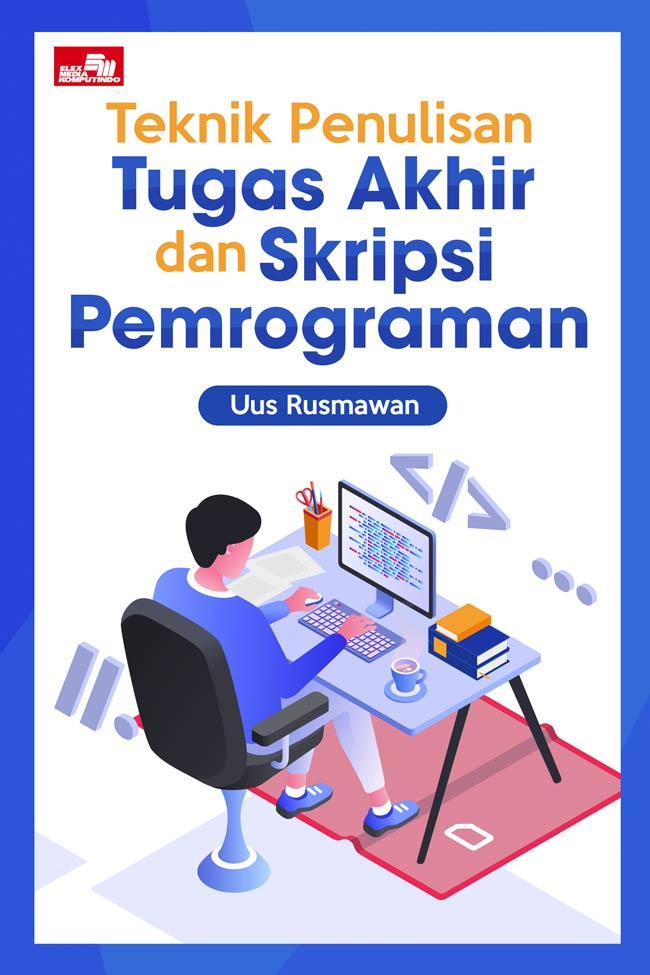 ELEX
MEDIA
KOMPUTINDO
Teknik Penulisan
Tugas Akhir
dan Skripsi
Pemrograman
Uus Rusmawan
</>